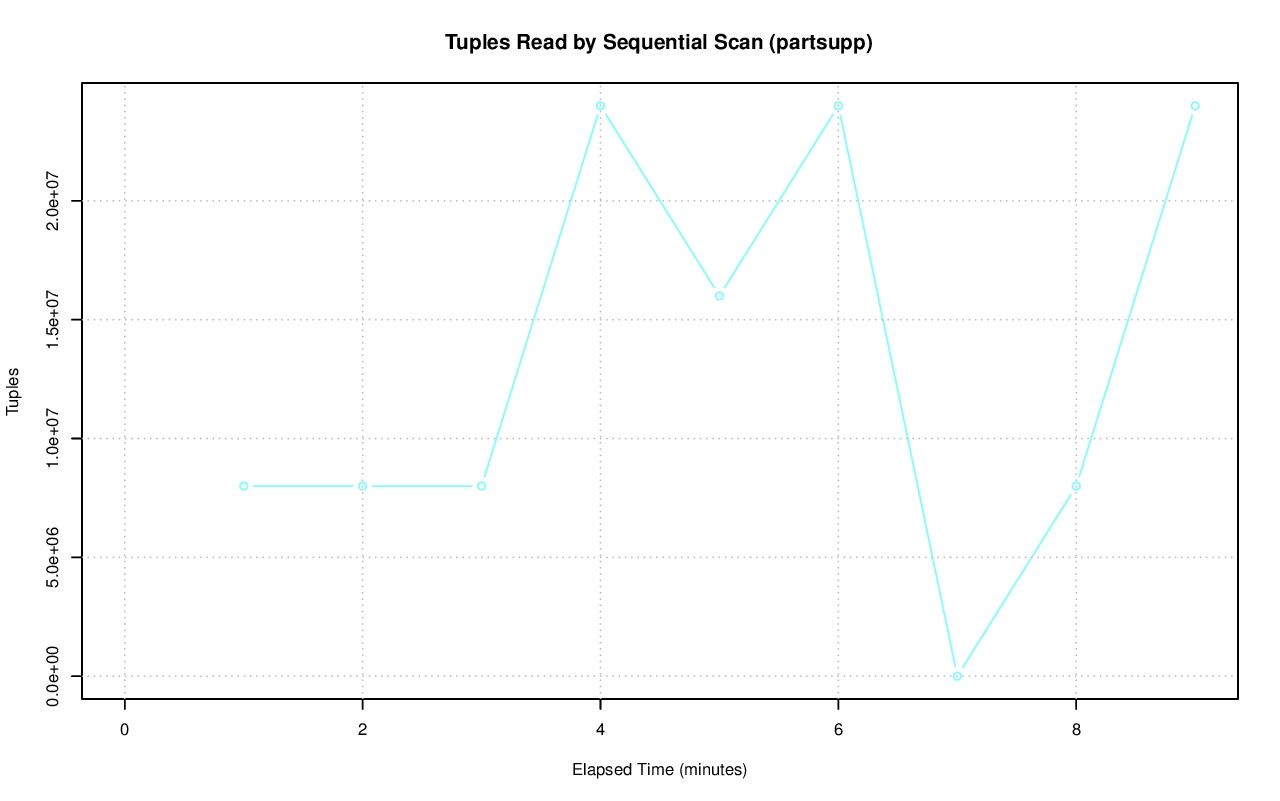 Tuples Read by Sequential Scan (partsupp)
Tuples
2.0e+07
1.5e+07
1.0e+07
5.0e+06
0.0e+00
0 2 4 6 8
Elapsed Time (minutes)